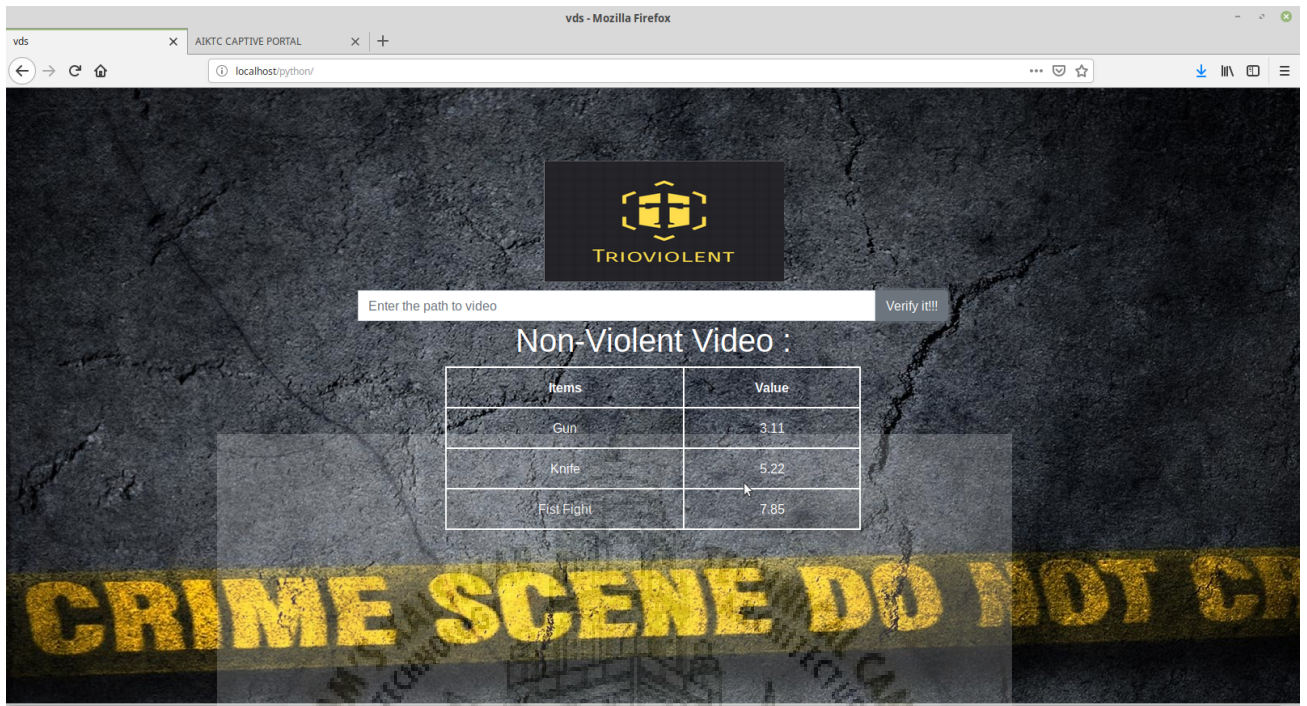 vds - Mozilla Firefox
vds
AIKTC CAPTIVE PORTAL
localhost/python/
TRIOVIOLENT
Enter the path to video
Verify it!!!
Non-Violent Video :
Items Value
Gun 3.11
Knife 5.22
Fist Fight 7.85
CRIME SCENE DO NOT CR